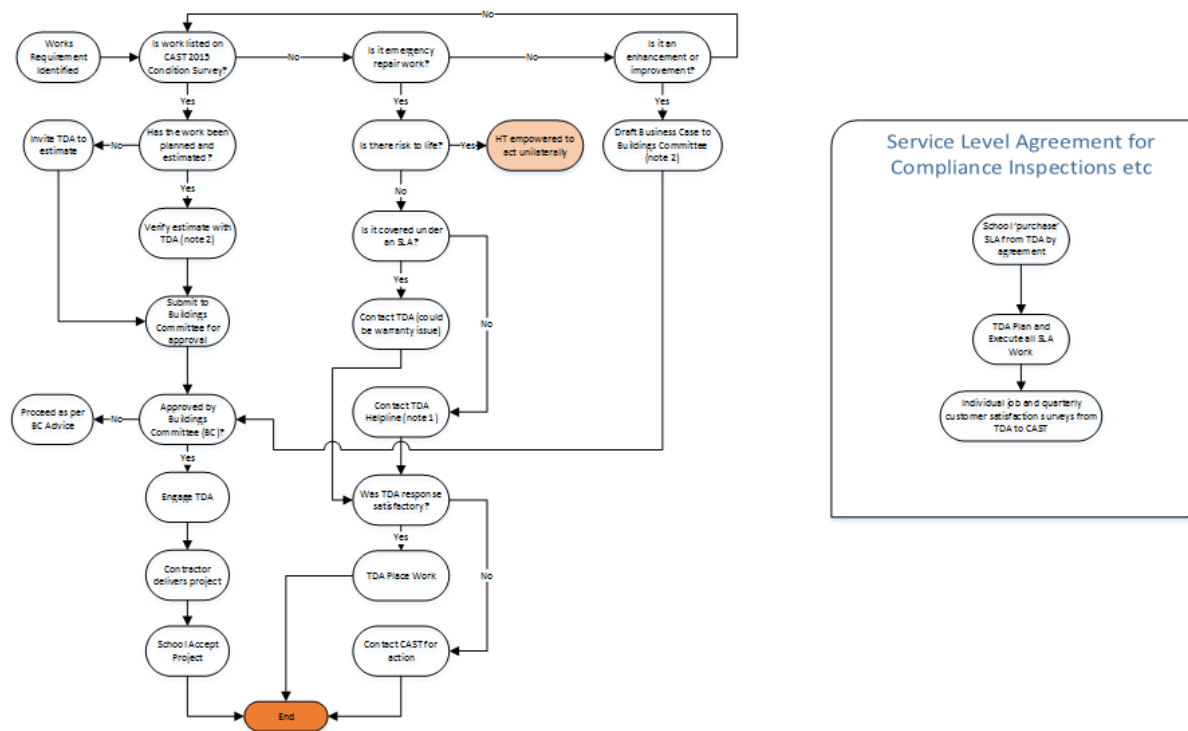 No
Works
Requirement
Identified
Is work listed on
CAST 2015
Condition Survey?
No
Is it emergency
repair work?
No
Is it an
enhancement or
improvement?
Yes
Yes
Yes
Invite TDA to
estimate
No
Has the work been
planned and
estimated?
Is there risk to life?
Yes
HT empowered to
act unilaterally
Draft Business Case to
Buildings Committee
(note 2)
Yes
No
Verify estimate with
TDA (note 2)
Is it covered under
an SLA?
Yes
Submit to
Buildings
Committee for
approval
Contact TDA (could
be warranty issue)
No
Proceed as per
BC Advice
No
Approved by
Buildings
Committee (BC)?
Contact TDA
Helpline (note 1)
Yes
Engage TDA
Was TDA response
satisfactory?
Yes
Contractor
delivers project
TDA Place Work
No
School Accept
Project
Contact CAST for
action
End
Service Level Agreement for
Compliance Inspections etc
School 'purchase'
SLA from TDA by
agreement
TDA Plan and
Execute all SLA
Work
Individual job and quarterly
customer satisfaction surveys from
TDA to CAST